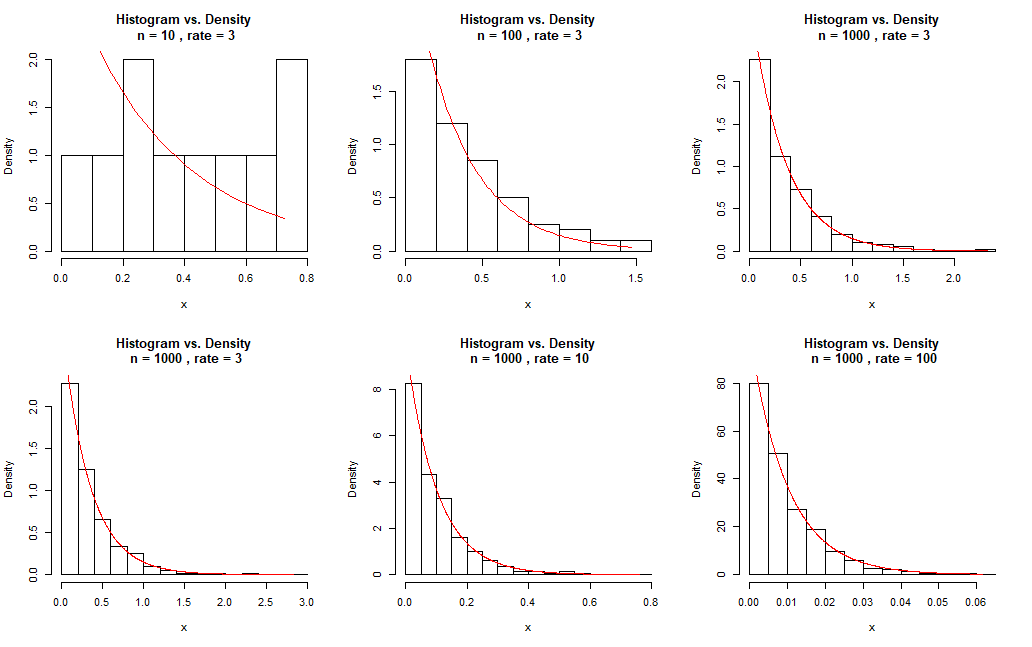 Histogram vs. Density
n = 10 , rate = 3
Density
0.0 0.5 1.0 1.5 2.0
0.0 0.2 0.4 0.6 0.8
x
Histogram vs. Density
n = 100 , rate = 3
Density
0.0 0.5 1.0 1.5
0.0 0.5 1.0 1.5
x
Histogram vs. Density
n = 1000 , rate = 3
Density
0.0 0.5 1.0 1.5 2.0
0.0 0.5 1.0 1.5 2.0
x
Histogram vs. Density
n = 1000 , rate = 3
Density
0.0 0.5 1.0 1.5 2.0
0.0 0.5 1.0 1.5 2.0 2.5 3.0
x
Histogram vs. Density
n = 1000 , rate = 10
Density
0 2 4 6 8
0.0 0.2 0.4 0.6 0.8
x
Histogram vs. Density
n = 1000 , rate = 100
Density
0 20 40 60 80
0.00 0.01 0.02 0.03 0.04 0.05 0.06
x